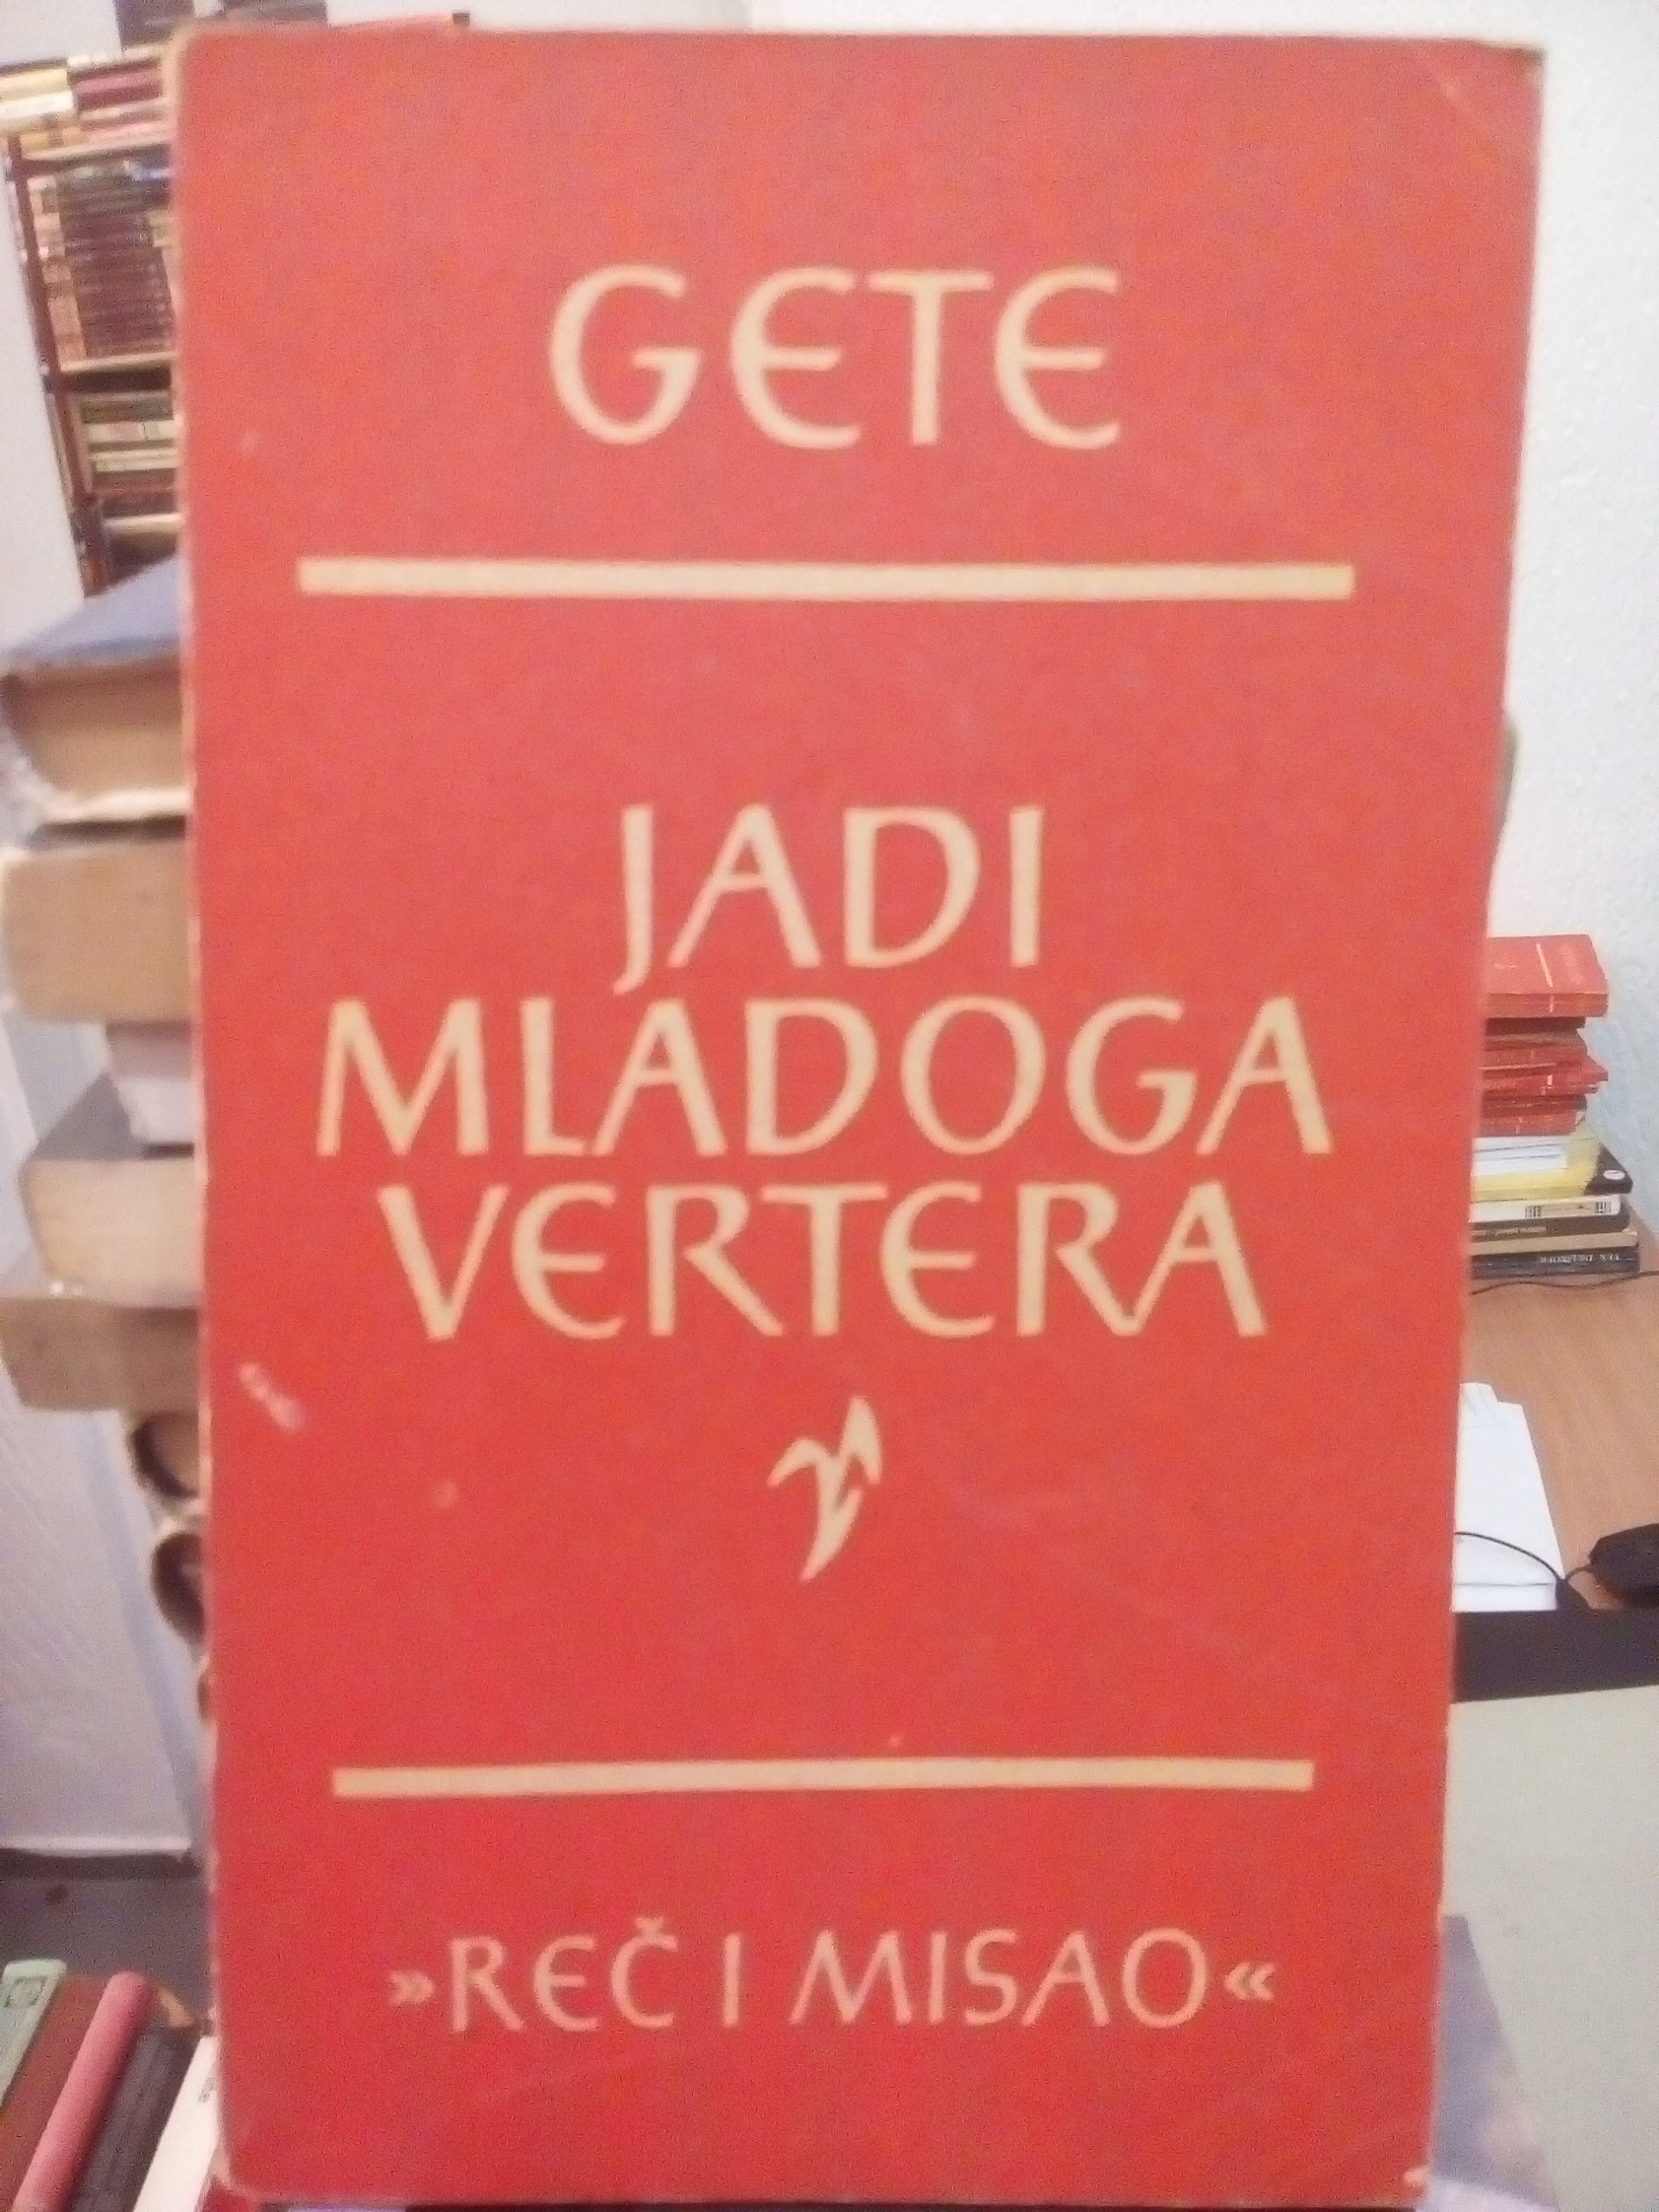 GETE
JADI
MLADOGA
VERTERA
»REČ I MISAO«